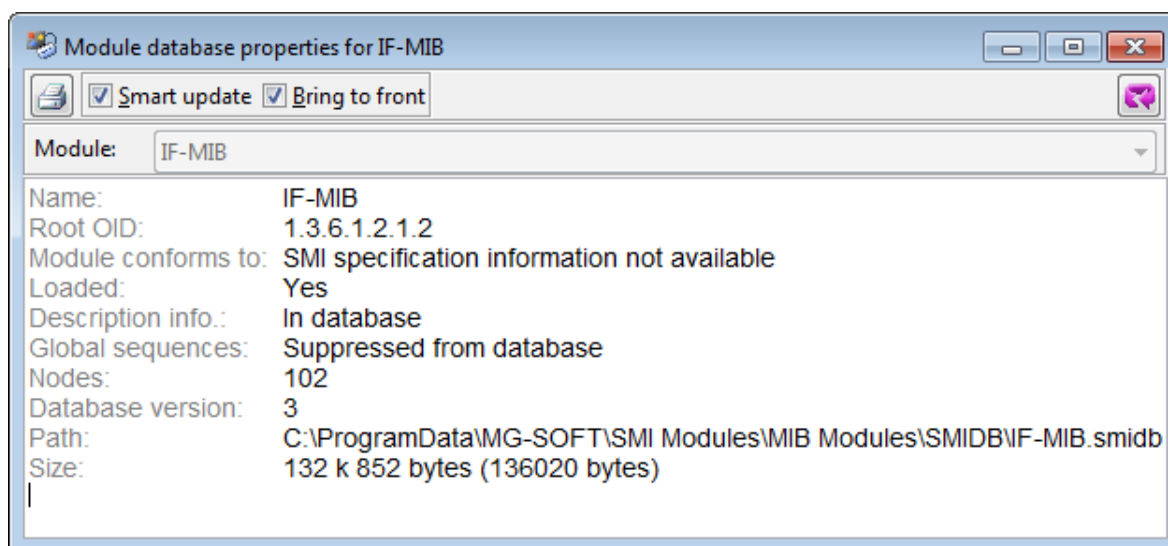 Module database properties for IF-MIB
Smart update Bring to front
Module: IF-MIB
Name: IF-MIB
Root OID: 1.3.6.1.2.1.2
Module conforms to: SMI specification information not available
Loaded: Yes
Description info.: In database
Global sequences: Suppressed from database
Nodes: 102
Database version: 3
Path: C:\ProgramData\MG-SOFT\SMI Modules\MIB Modules\SMIDB\IF-MIB.smidb
Size: 132 k 852 bytes (136020 bytes)